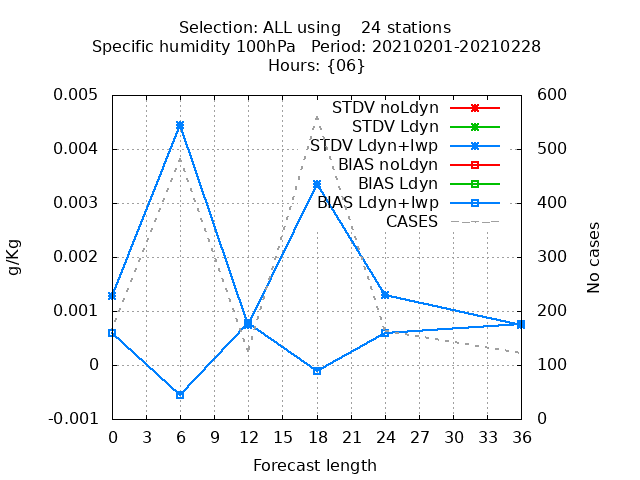 Selection: ALL using    24 stations
Specific humidity 100hPa   Period: 20210201-20210228
Hours: {06}
0.005
0.004
0.003
0.002
0.001
0
-0.001
g/Kg
STDV noLdyn
STDV Ldyn
STDV Ldyn+lwp
BIAS noLdyn
BIAS Ldyn
BIAS Ldyn+lwp
CASES
600
500
400
300
200
100
0
No cases
0 3 6 9 12 15 18 21 24 27 30 33 36
Forecast length